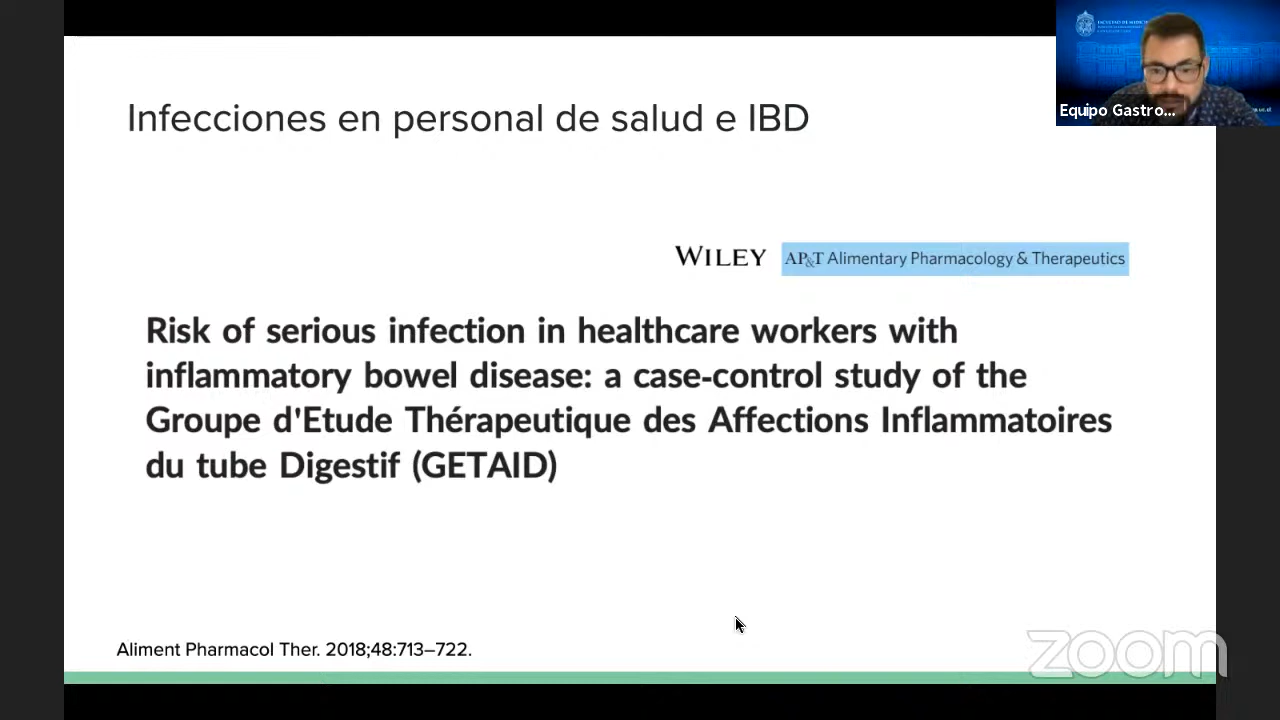 Infecciones en personal de salud e IBD
Equipo Gastro...
WILEY AP&T Alimentary Pharmacology & Therapeutics
Risk of serious infection in healthcare workers with
inflammatory bowel disease: a case-control study of the
Groupe d'Etude Thérapeutique des Affections Inflammatoires
du tube Digestif (GETAID)
Aliment Pharmacol Ther. 2018;48:713–722.
zoom